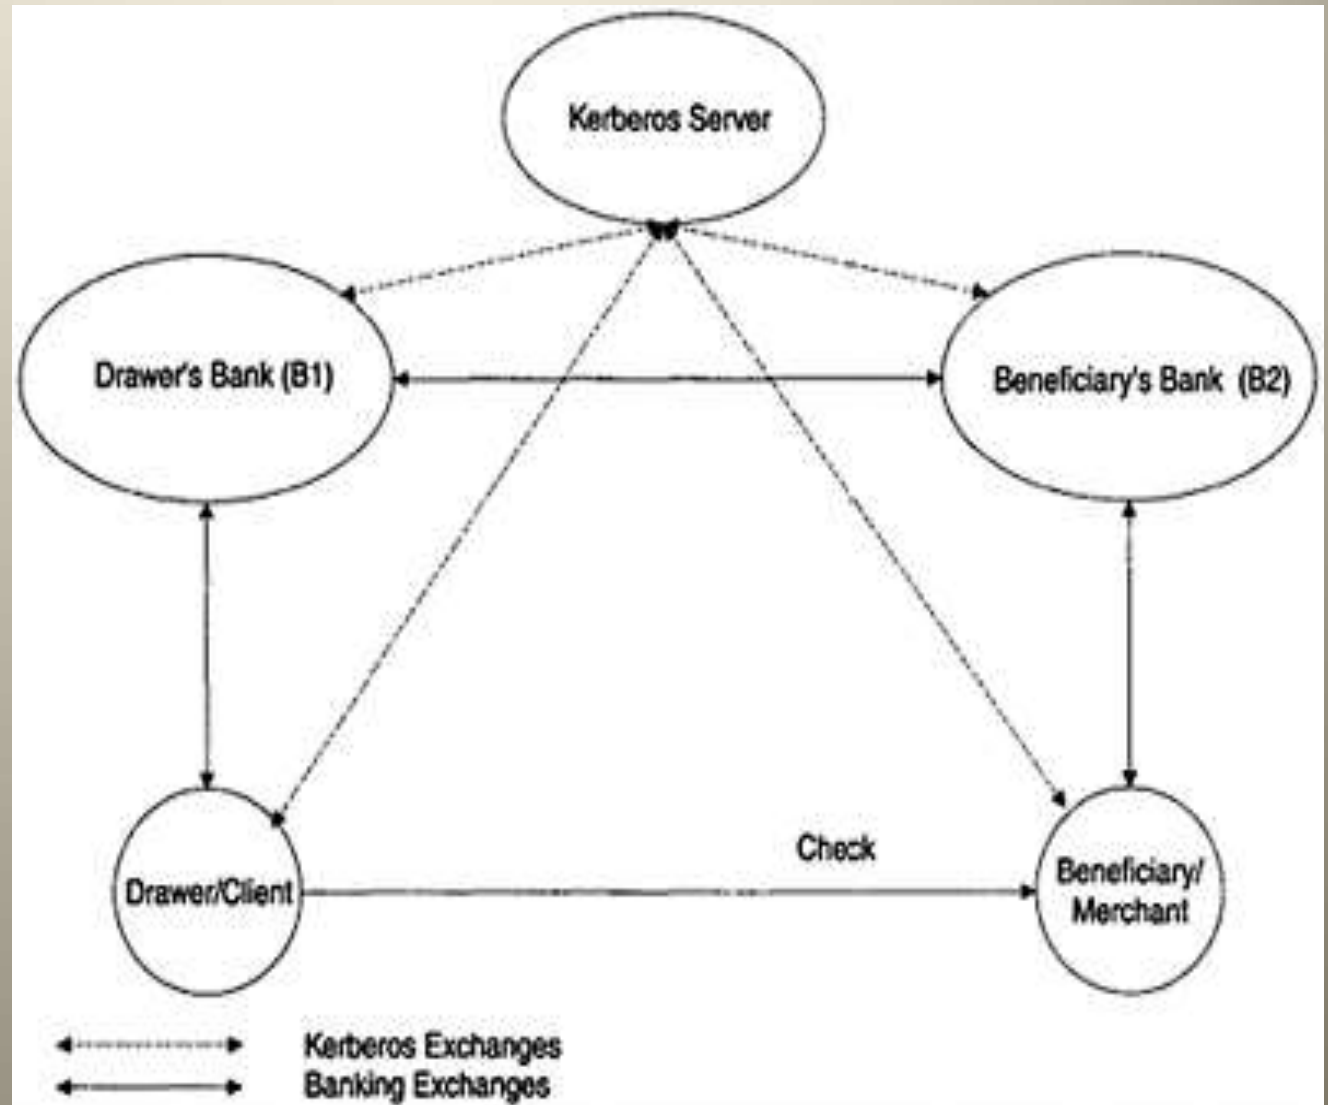 Kerberos Server
Drawer's Bank (B1)
Beneficiary's Bank (B2)
Check
Drawer/Client
Beneficiary/
Merchant
Kerberos Exchanges
Banking Exchanges